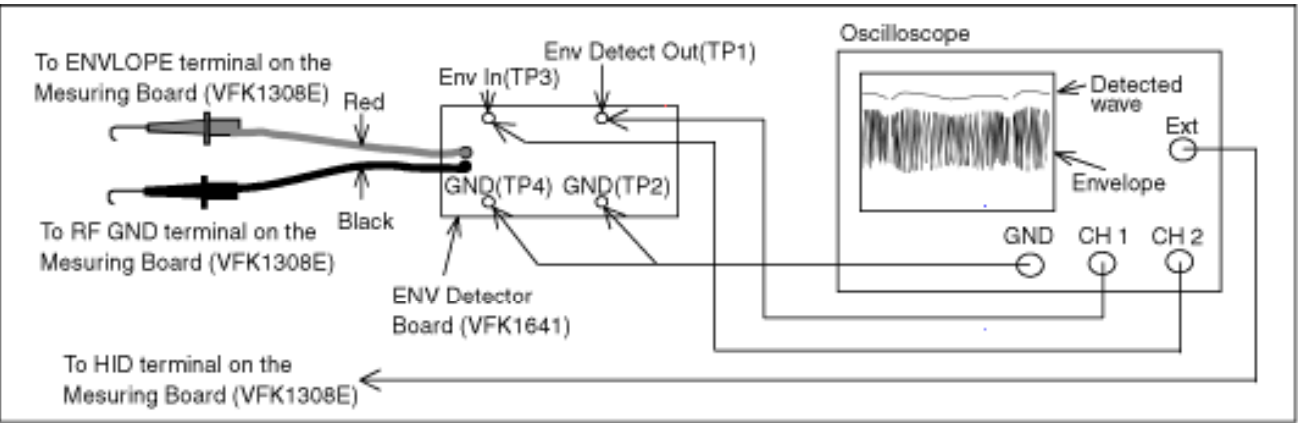 To ENVLOPE terminal on the
Mesuring Board (VFK1308E)
Red
Env In(TP3)
Env Detect Out(TP1)
Oscilloscope
Detected
wave
Ext
Envelope
GND(TP4)
GND(TP2)
Black
To RF GND terminal on the
Mesuring Board (VFK1308E)
GND
CH 1
CH 2
ENV Detector
Board (VFK1641)
To HID terminal on the
Mesuring Board (VFK1308E)